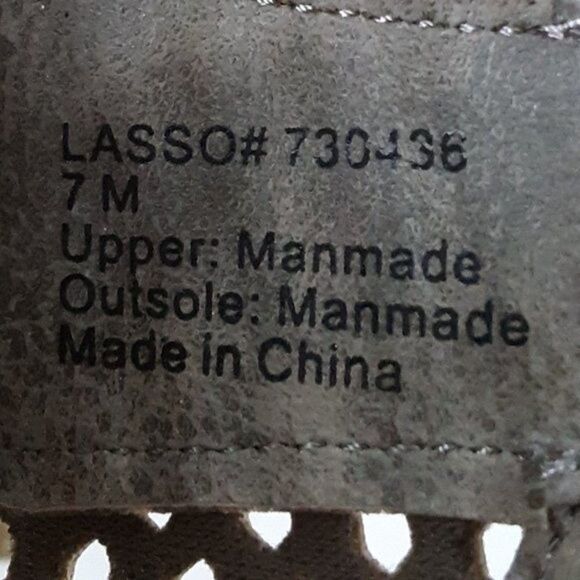 LASSO# 730436
7 M
Upper: Manmade
Outsole: Manmade
Made in China